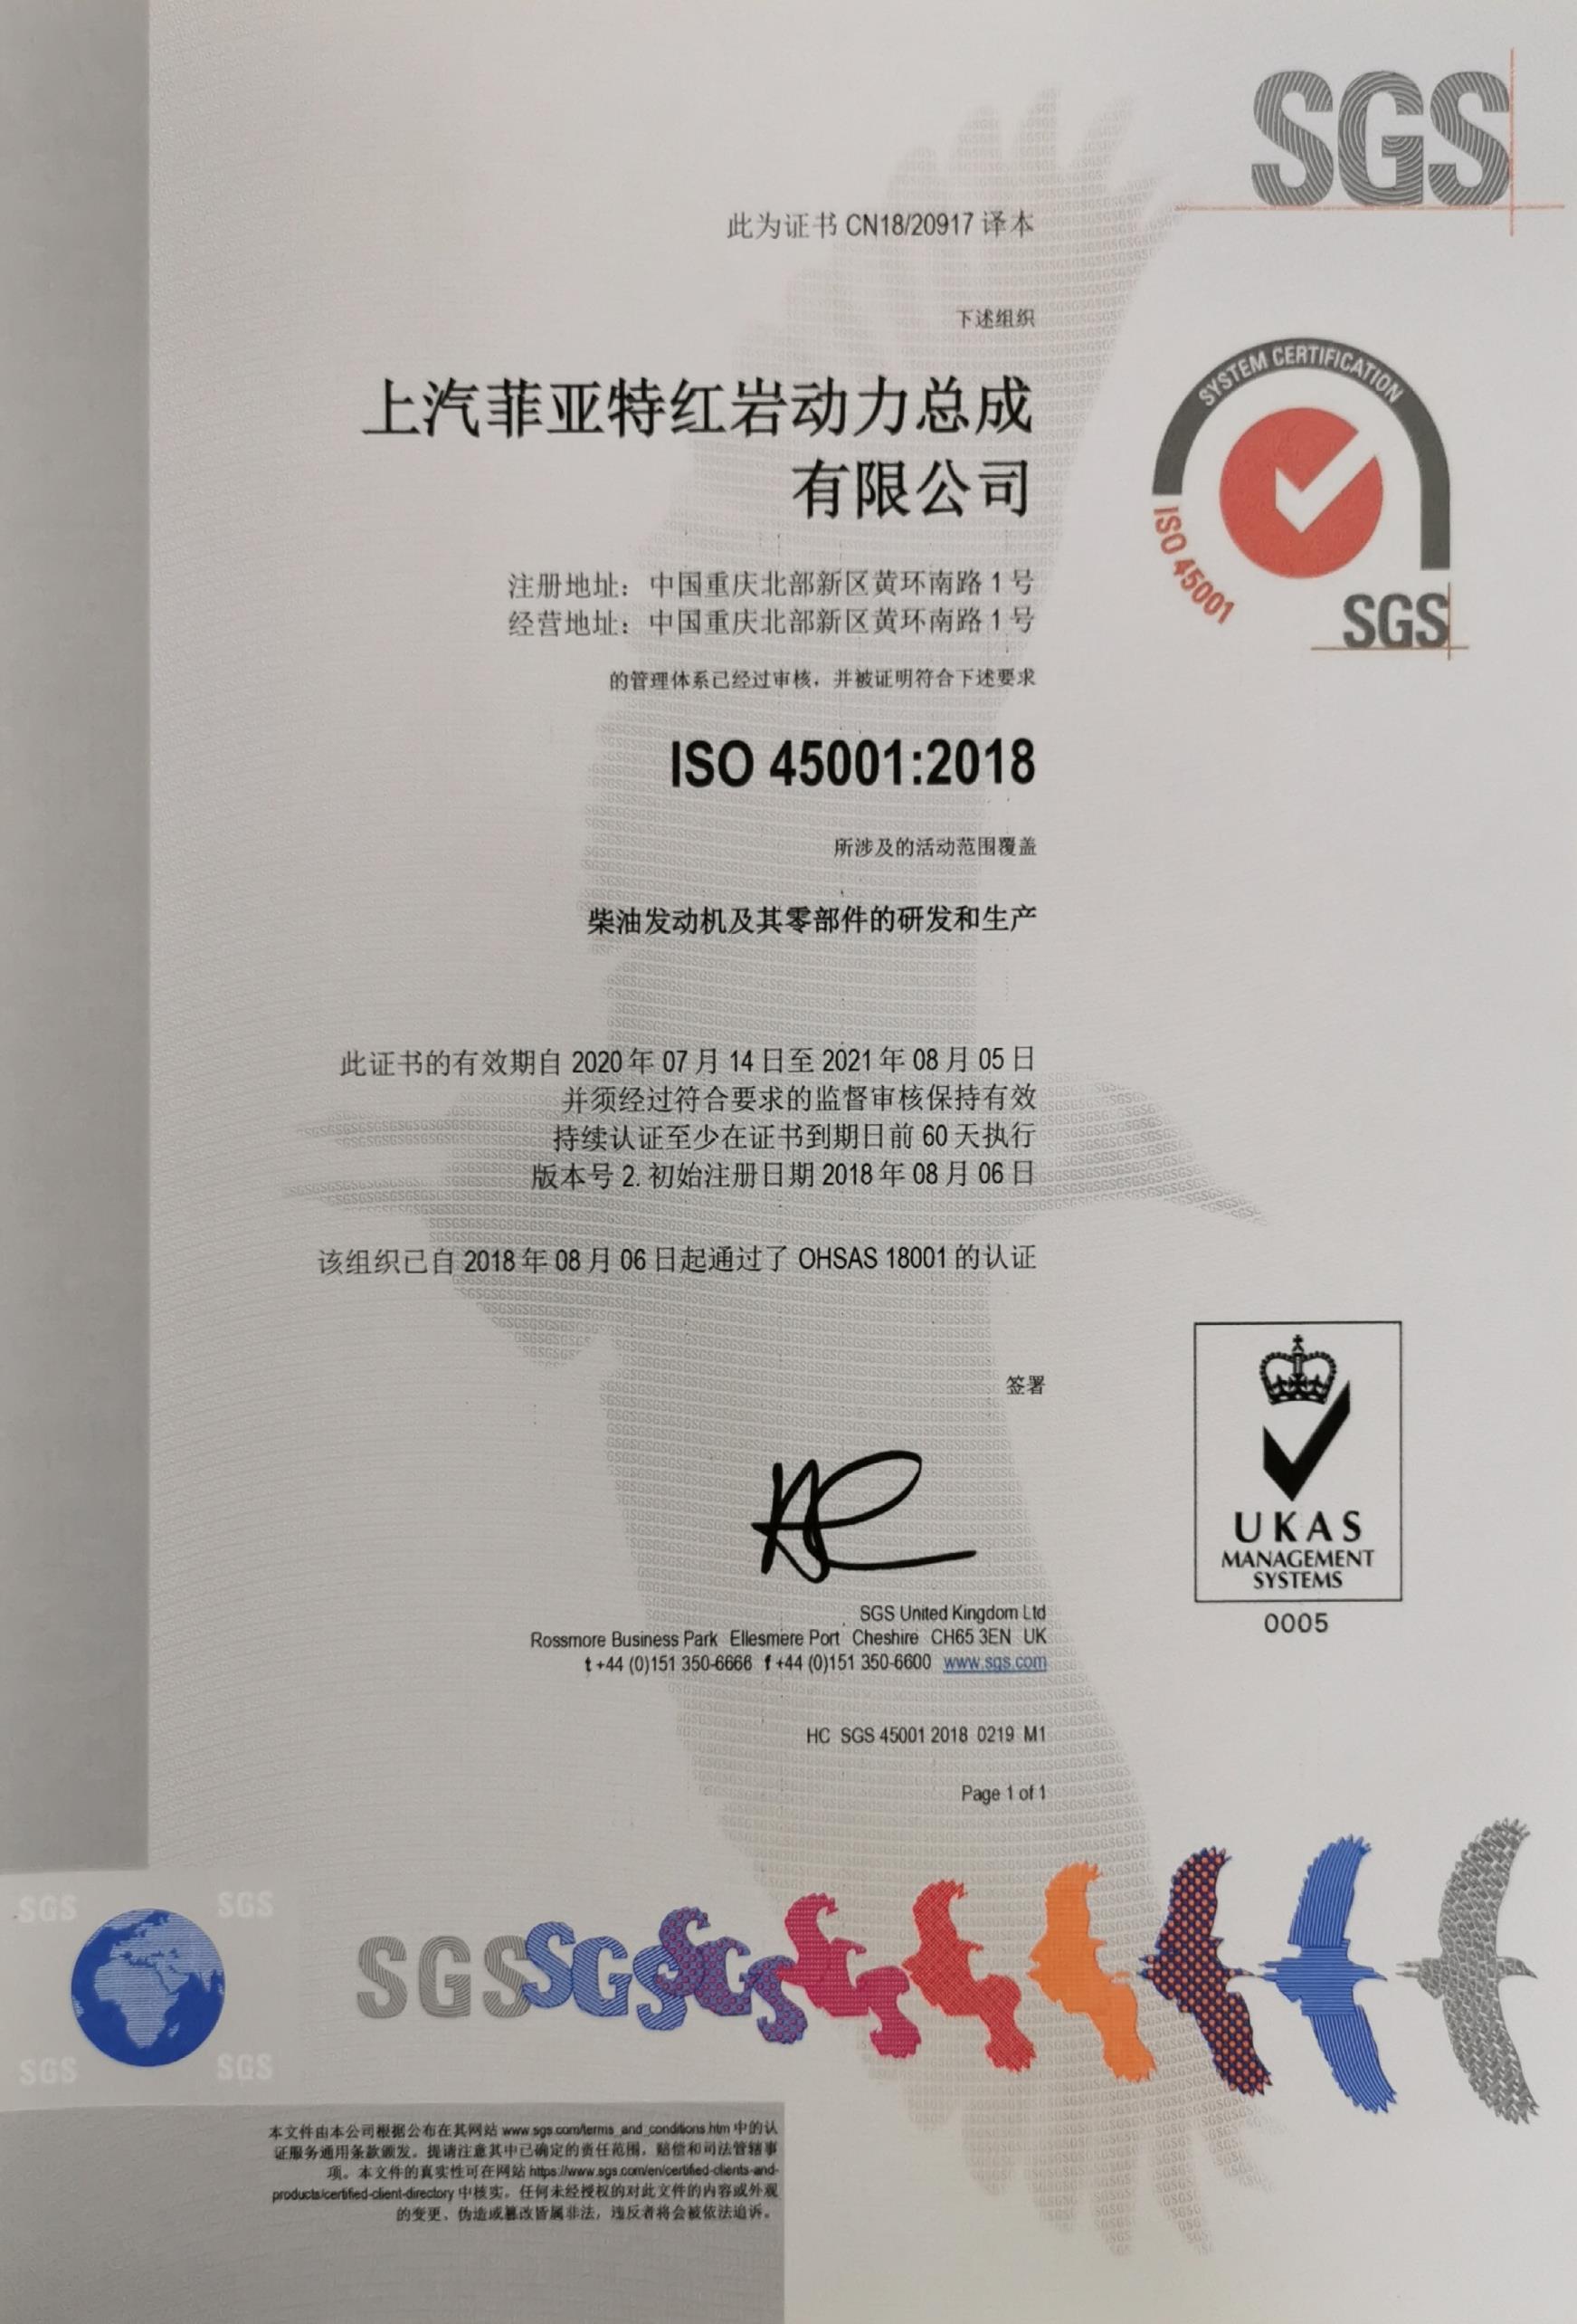 SGS
此为证书 CN18/20917 译本
下述组织
上汽菲亚特红岩动力总成
有限公司
注册地址：中国重庆北部新区黄环南路 1 号
经营地址：中国重庆北部新区黄环南路 1 号
的管理体系已经过审核，并被证明符合下述要求
SYSTEM CERTIFICATION
ISO 45001
SGS
ISO 45001:2018
所涉及的活动范围覆盖
柴油发动机及其零部件的研发和生产
此证书的有效期自 2020 年 07 月 14 日至 2021 年 08 月 05 日
并须经过符合要求的监督审核保持有效
持续认证至少在证书到期日前 60 天执行
版本号 2. 初始注册日期 2018 年 08 月 06 日
该组织已自 2018 年 08 月 06 日起通过了 OHSAS 18001 的认证
签署
UKAS
MANAGEMENT
SYSTEMS
0005
SGS United Kingdom Ltd
Rossmore Business Park Ellesmere Port Cheshire CH65 3EN UK
t +44 (0)151 350-6666 f +44 (0)151 350-6600 www.sgs.com
HC SGS 45001 2018 0219 M1
Page 1 of 1
SGS SGS
SGS SGS
SGS SGS SGS
本文件由本公司根据公布在其网站 www.sgs.com/terms_and_conditions.htm 中的认
证服务通用条款颁发。提请注意其中已确定的责任范围，赔偿和司法管辖事
项。本文件的真实性可在网站 https://www.sgs.com/en/certified-clients-and-
products/certified-client-directory 中核实。任何未经授权的对此文件的内容或外观
的变更、伪造或篡改皆属非法，违反者将会被依法追诉。